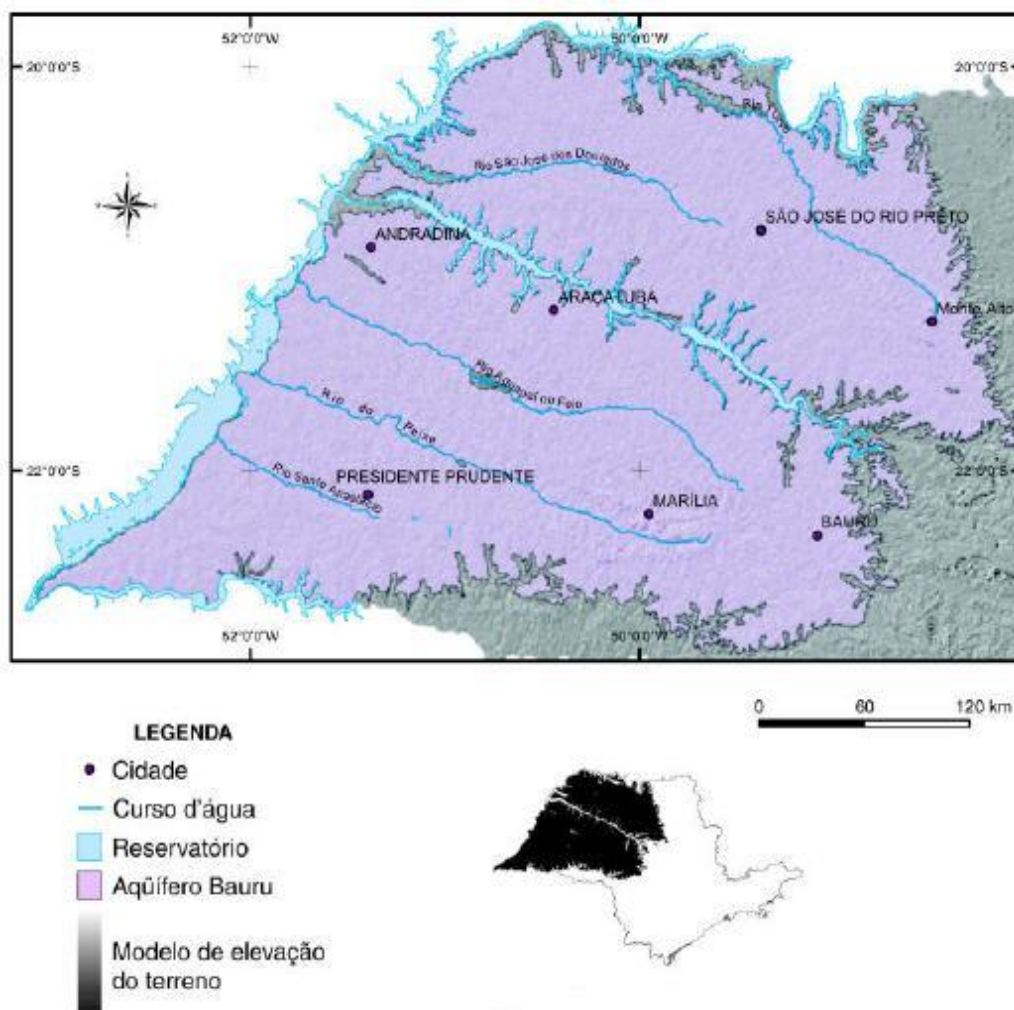 52°0'0"W
50°0'0"W
20°0'0"S
20°0'0"S
Rio São José dos Dourados
SÃO JOSÉ DO RIO PRETO
ANDRADINA
ARAÇATUBA
Monte Alto
Rio do Peixe
22°0'0"S
22°0'0"S
PRESIDENTE PRUDENTE
MARÍLIA
BAURU
52°0'0"W
50°0'0"W
0 60 120 km
LEGENDA
Cidade
Curso d'água
Reservatório
Aqüífero Bauru
Modelo de elevação
do terreno